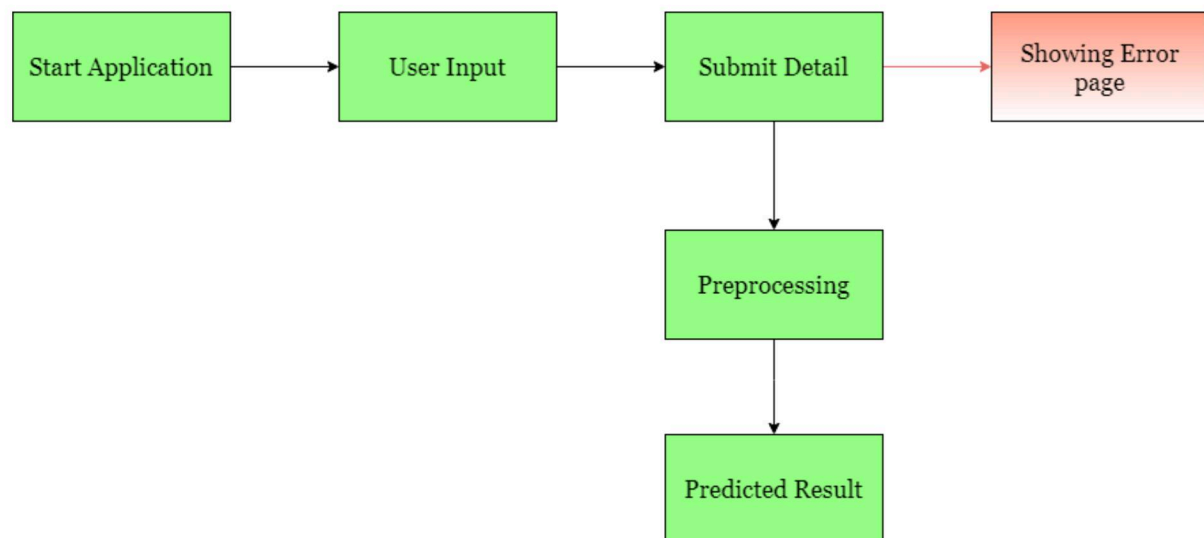 Start Application
User Input
Submit Detail
Showing Error
page
Preprocessing
Predicted Result